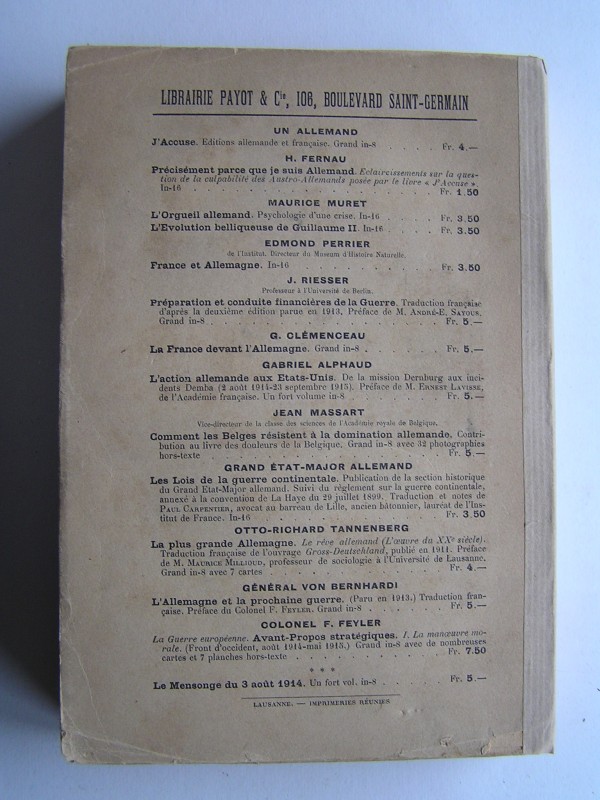 LIBRAIRIE PAYOT & Cie, 106, BOULEVARD SAINT-GERMAIN
UN ALLEMAND
J'Accuse. Editions allemande et française. Grand in-8 . . . . Fr. 4.—
H. FERNAU
Précisément parce que je suis Allemand. Eclaircissements sur la ques-
tion de la culpabilité des Austro-Allemands posée par le livre « J'Accuse ».
In-16 . . . . . . . . . . . . . . . . . Fr. 1.50
MAURICE MURET
L'Orgueil allemand. Psychologie d'une crise. In-16 . . . . . Fr. 3.50
L'Evolution belliqueuse de Guillaume II. In-16 . . . . . Fr. 3.50
EDMOND PERRIER
de l'Institut. Directeur du Museum d'Histoire Naturelle.
France et Allemagne. In-16 . . . . . . . . . . Fr. 3.50
J. RIESSER
Professeur à l'Université de Berlin.
Préparation et conduite financières de la Guerre. Traduction française
d'après la deuxième édition parue en 1913. Préface de M. André-E. Sayous.
Grand in-8 . . . . . . . . . . . . . . . Fr. 5.—
G. CLÉMENCEAU
La France devant l'Allemagne. Grand in-8 . . . . . . Fr. 5.—
GABRIEL ALPHAUD
L'action allemande aux Etats-Unis. De la mission Dernburg aux inci-
dents Demba (2 août 1914-23 septembre 1915). Préface de M. Ernest Lavisse,
de l'Académie française. Un fort volume in-8 . . . . . . Fr. 5.—
JEAN MASSART
Vice-directeur de la classe des sciences de l'Académie royale de Belgique.
Comment les Belges résistent à la domination allemande. Contri-
bution au livre des douleurs de la Belgique. Grand in-8 avec 32 photographies
hors-texte . . . . . . . . . . . . . . . Fr. 5.—
GRAND ÉTAT-MAJOR ALLEMAND
Les Lois de la guerre continentale. Publication de la section historique
du Grand Etat-Major allemand. Suivi du règlement sur la guerre continentale,
annexé à la convention de La Haye du 29 juillet 1899. Traduction et notes de
Paul Carpentier, avocat au barreau de Lille, ancien bâtonnier, lauréat de l'Ins-
titut de France. In-16 . . . . . . . . . . . . Fr. 3.50
OTTO-RICHARD TANNENBERG
La plus grande Allemagne. Le rêve allemand (L'œuvre du XXe siècle).
Traduction française de l'ouvrage Gross-Deutschland, publié en 1911. Préface
de M. Maurice Millioud, professeur de sociologie à l'Université de Lausanne.
Grand in-8 avec 7 cartes . . . . . . . . . . . Fr. 4.—
GÉNÉRAL VON BERNHARDI
L'Allemagne et la prochaine guerre. (Paru en 1913.) Traduction fran-
çaise. Préface du Colonel F. Feyler. Grand in-8 . . . . . . Fr. 5.—
COLONEL F. FEYLER
La Guerre européenne. Avant-Propos stratégiques. I. La manœuvre mo-
rale. (Front d'occident, août 1914-mai 1915.) Grand in-8 avec de nombreuses
cartes et 7 planches hors-texte . . . . . . . . . Fr. 7.50
* * *
Le Mensonge du 3 août 1914. Un fort vol. in-8 . . . . . Fr. 5.—
LAUSANNE. — IMPRIMERIES RÉUNIES